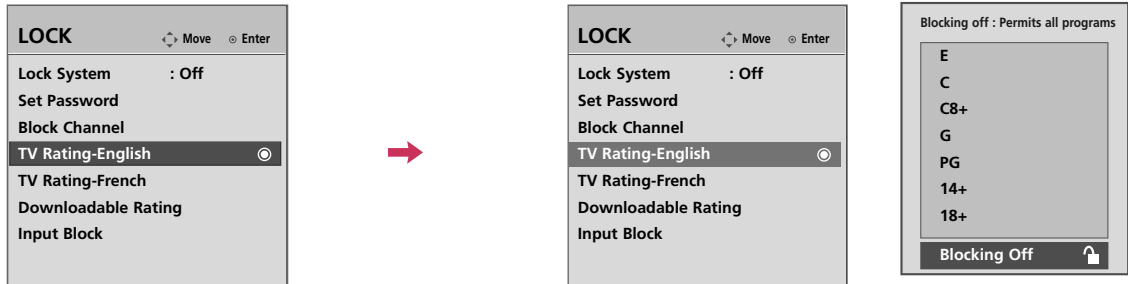 LOCK Move Enter
Lock System : Off
Set Password
Block Channel
TV Rating-English
TV Rating-French
Downloadable Rating
Input Block
LOCK Move Enter
Lock System : Off
Set Password
Block Channel
TV Rating-English
TV Rating-French
Downloadable Rating
Input Block
Blocking off : Permits all programs
E
C
C8+
G
PG
14+
18+
Blocking Off